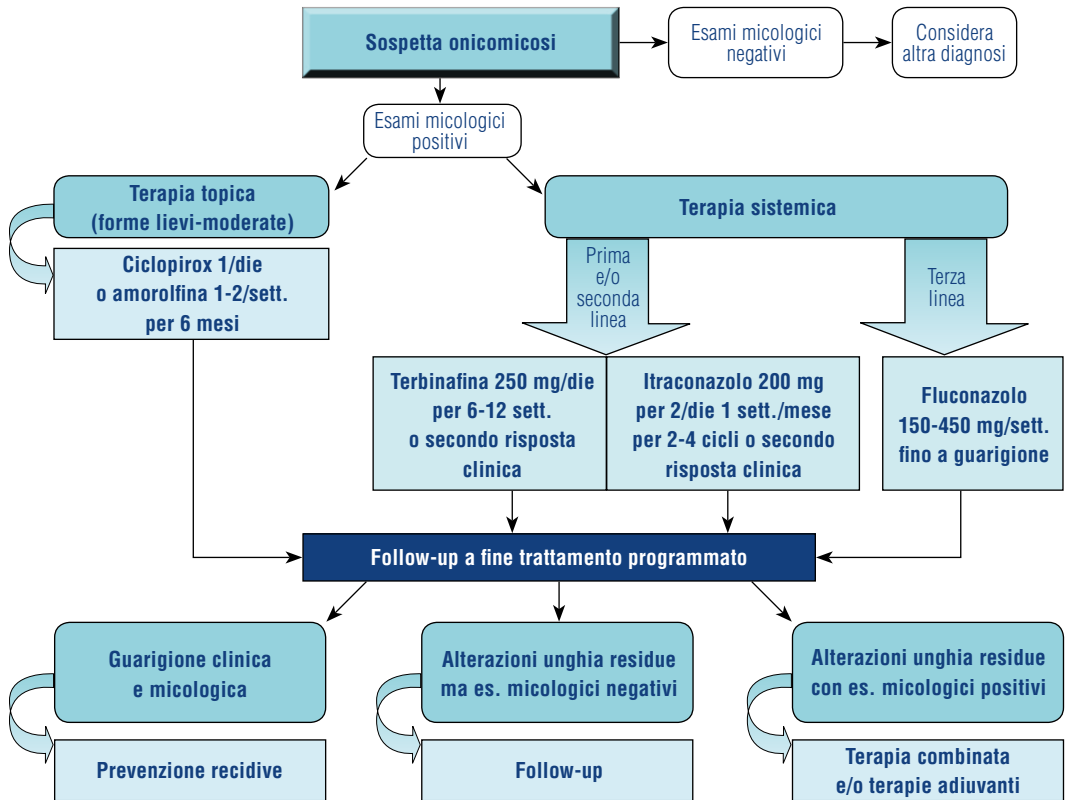 Sospetta onicomicosi
Esami micologici
negativi
Considera
altra diagnosi
Esami micologici
positivi
Terapia topica
(forme lievi-moderate)
Terapia sistemica
Ciclopirox 1/die
o amorolfina 1-2/sett.
per 6 mesi
Prima
e/o
seconda
linea
Terza
linea
Terbinafina 250 mg/die
per 6-12 sett.
o secondo risposta
clinica
Itraconazolo 200 mg
per 2/die 1 sett./mese
per 2-4 cicli o secondo
risposta clinica
Fluconazolo
150-450 mg/sett.
fino a guarigione
Follow-up a fine trattamento programmato
Guarigione clinica
e micologica
Alterazioni unghia residue
ma es. micologici negativi
Alterazioni unghia residue
con es. micologici positivi
Prevenzione recidive
Follow-up
Terapia combinata
e/o terapie adiuvanti